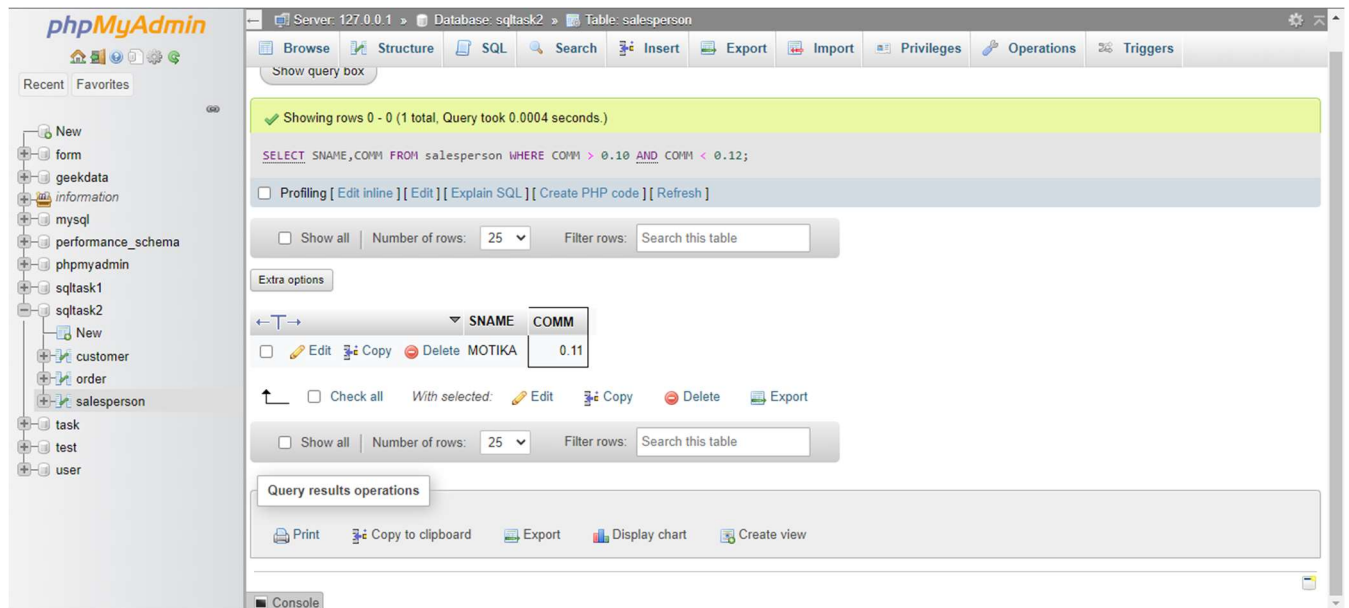 phpMyAdmin
Recent Favorites
New
form
geekdata
information
mysql
performance_schema
phpmyadmin
sqltask1
sqltask2
New
customer
order
salesperson
task
test
user
Server: 127.0.0.1 » Database: sqltask2 » Table: salesperson
Browse Structure SQL Search Insert Export Import Privileges Operations Triggers
Show query box
Showing rows 0 - 0 (1 total, Query took 0.0004 seconds.)
SELECT SNAME,COMM FROM salesperson WHERE COMM > 0.10 AND COMM < 0.12;
Profiling [ Edit inline ] [ Edit ] [ Explain SQL ] [ Create PHP code ] [ Refresh ]
Show all | Number of rows: 25 Filter rows: Search this table
Extra options
←T→ SNAME COMM
Edit Copy Delete MOTIKA 0.11
Check all With selected: Edit Copy Delete Export
Show all | Number of rows: 25 Filter rows: Search this table
Query results operations
Print Copy to clipboard Export Display chart Create view
Console